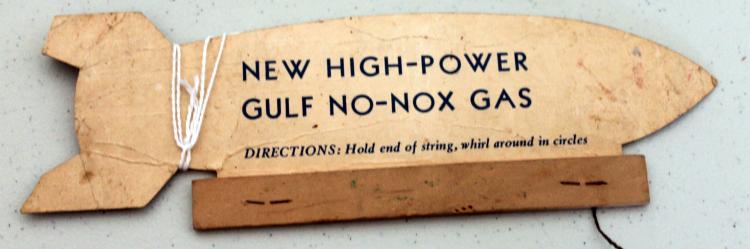 NEW HIGH-POWER
GULF NO-NOX GAS
DIRECTIONS: Hold end of string, whirl around in circles